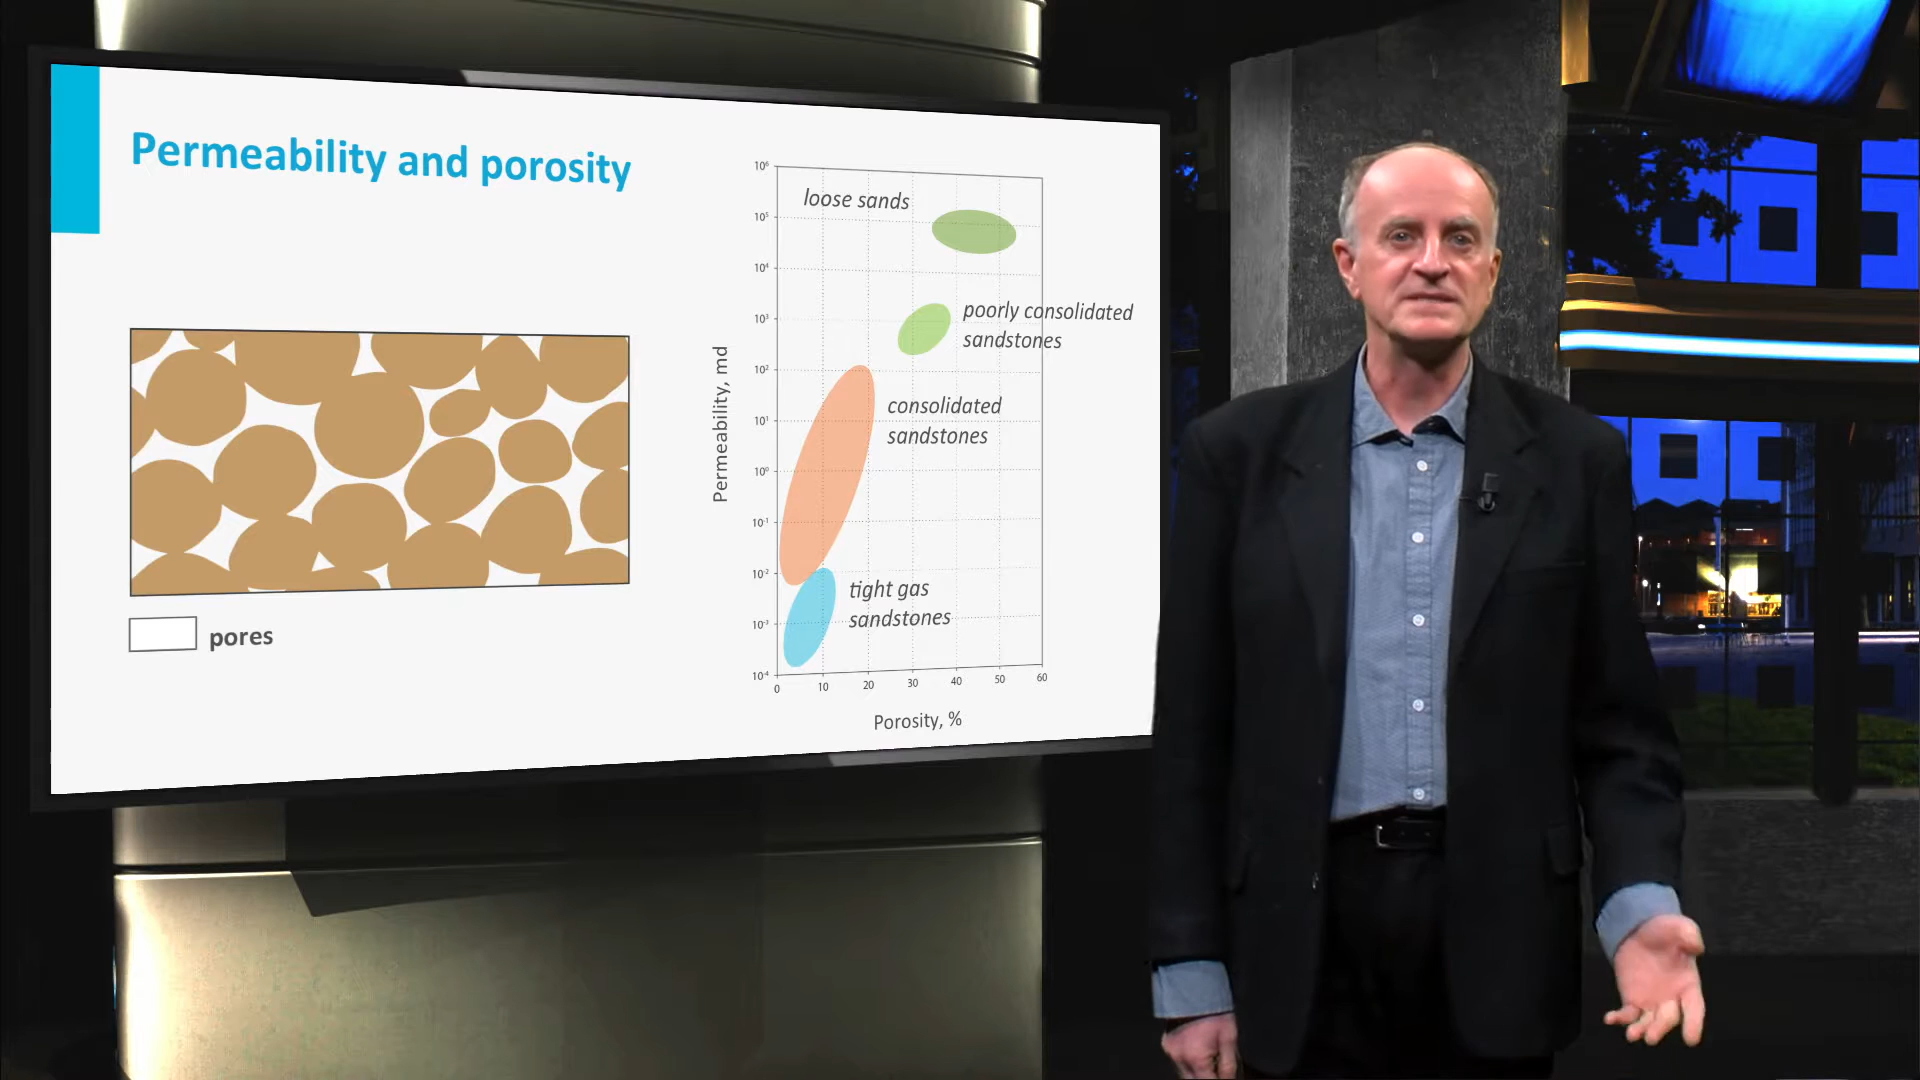 Permeability and porosity
pores
Permeability, md
10⁶
10⁵
10⁴
10³
10²
10¹
10⁰
10⁻¹
10⁻²
10⁻³
10⁻⁴
loose sands
poorly consolidated
sandstones
consolidated
sandstones
tight gas
sandstones
0 10 20 30 40 50 60
Porosity, %